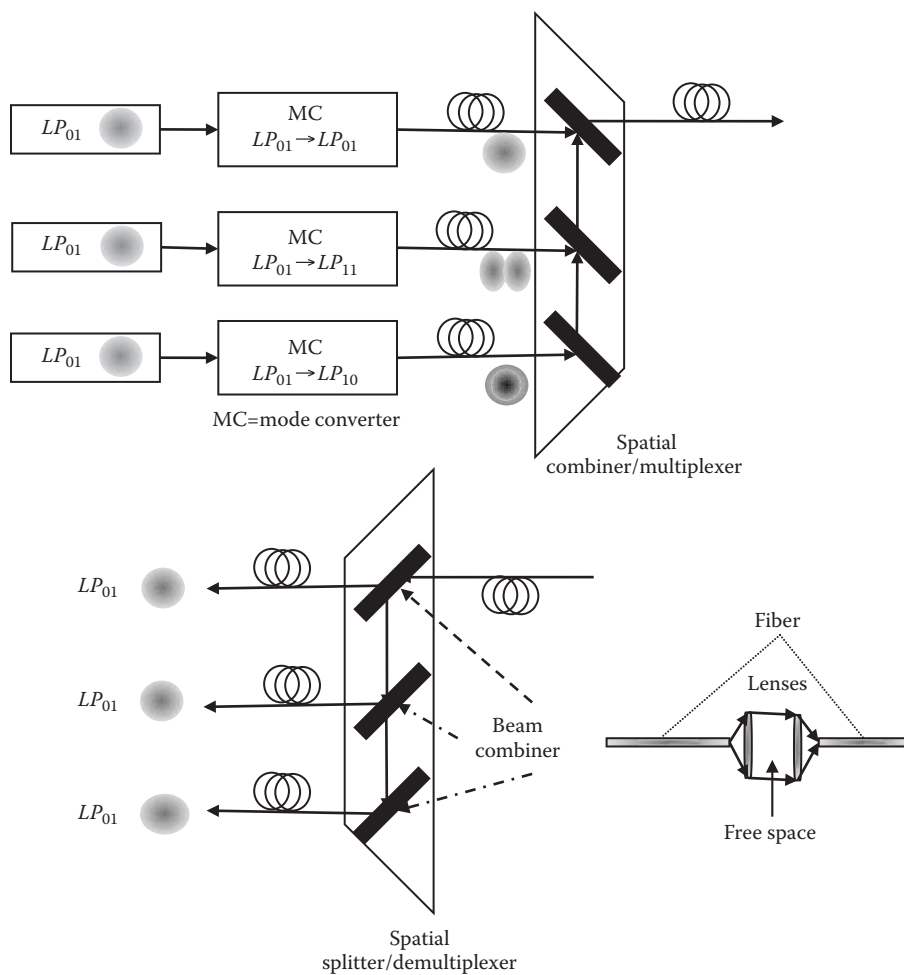 LP01
MC
LP01→LP01
LP01
MC
LP01→LP11
LP01
MC
LP01→LP10
MC=mode converter
Spatial
combiner/multiplexer
LP01
LP01
LP01
Beam
combiner
Spatial
splitter/demultiplexer
Fiber
Lenses
Free space